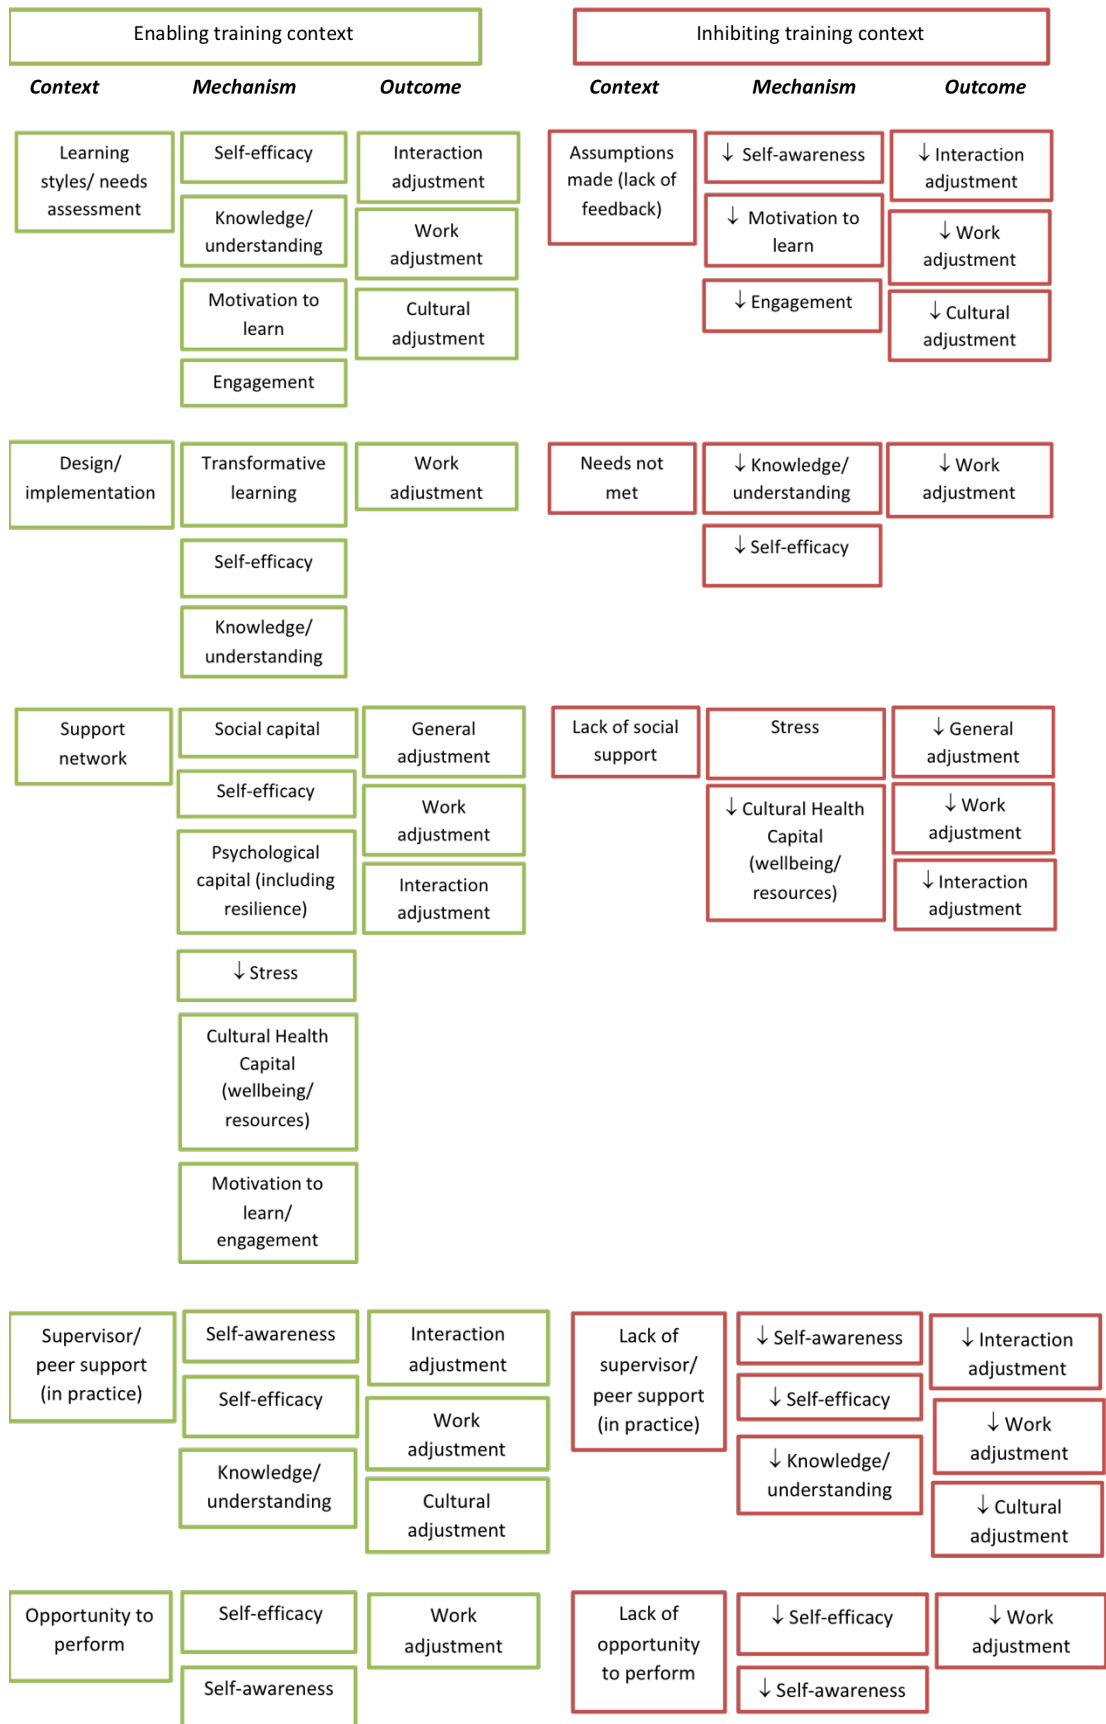 Enabling training context
Inhibiting training context
Context
Mechanism
Outcome
Context
Mechanism
Outcome
Learning
styles/ needs
assessment
Self-efficacy
Knowledge/
understanding
Motivation to
learn
Engagement
Interaction
adjustment
Work
adjustment
Cultural
adjustment
Assumptions
made (lack of
feedback)
↓ Self-awareness
↓ Motivation to
learn
↓ Engagement
↓ Interaction
adjustment
↓ Work
adjustment
↓ Cultural
adjustment
Design/
implementation
Transformative
learning
Self-efficacy
Knowledge/
understanding
Work
adjustment
Needs not
met
↓ Knowledge/
understanding
↓ Self-efficacy
↓ Work
adjustment
Support
network
Social capital
Self-efficacy
Psychological
capital (including
resilience)
↓ Stress
Cultural Health
Capital
(wellbeing/
resources)
Motivation to
learn/
engagement
General
adjustment
Work
adjustment
Interaction
adjustment
Lack of social
support
Stress
↓ Cultural Health
Capital
(wellbeing/
resources)
↓ General
adjustment
↓ Work
adjustment
↓ Interaction
adjustment
Supervisor/
peer support
(in practice)
Self-awareness
Self-efficacy
Knowledge/
understanding
Interaction
adjustment
Work
adjustment
Cultural
adjustment
Lack of
supervisor/
peer support
(in practice)
↓ Self-awareness
↓ Self-efficacy
↓ Knowledge/
understanding
↓ Interaction
adjustment
↓ Work
adjustment
↓ Cultural
adjustment
Opportunity to
perform
Self-efficacy
Self-awareness
Work
adjustment
Lack of
opportunity
to perform
↓ Self-efficacy
↓ Self-awareness
↓ Work
adjustment